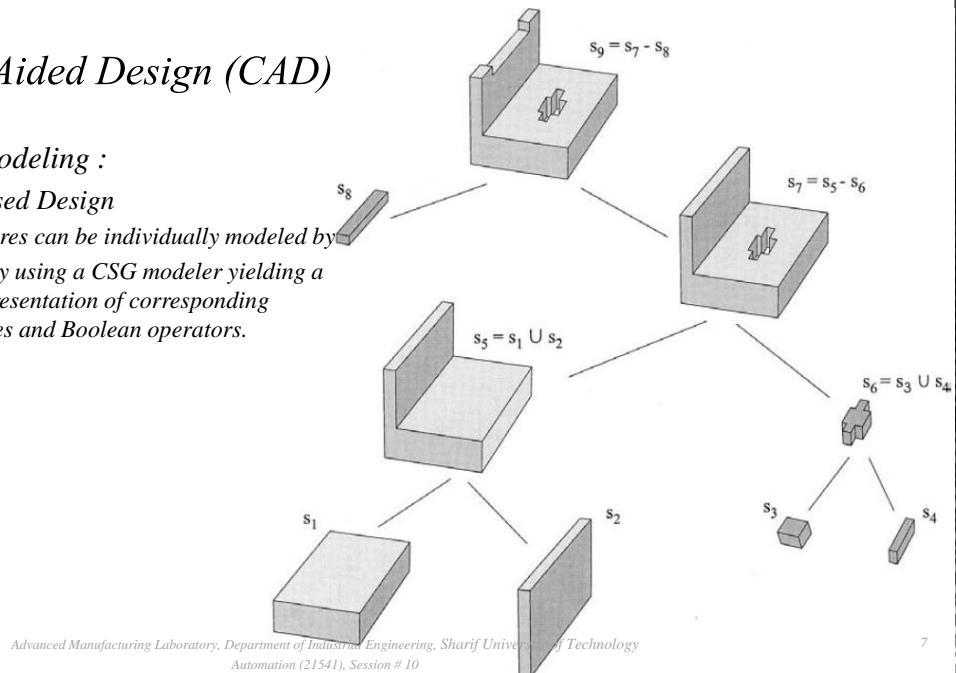 Aided Design (CAD)
odeling :
sed Design
res can be individually modeled by
y using a CSG modeler yielding a
resentation of corresponding
es and Boolean operators.
s9 = s7 - s8
s8
s7 = s5 - s6
s5 = s1 ∪ s2
s6 = s3 ∪ s4
s1
s2
s3
s4
Advanced Manufacturing Laboratory, Department of Industrial Engineering, Sharif University of Technology
Automation (21541), Session # 10
7